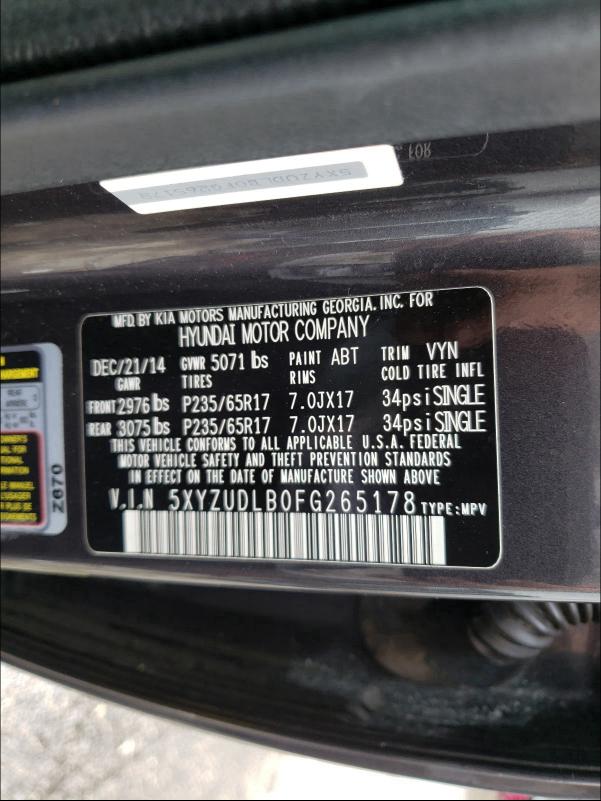 FOR
5XYZUDLB0FG265178
MFD. BY KIA MOTORS MANUFACTURING GEORGIA. INC. FOR
HYUNDAI MOTOR COMPANY
DEC/21/14 GVWR 5071 lbs PAINT ABT TRIM VYN
GAWR TIRES RIMS COLD TIRE INFL
FRONT 2976 lbs P235/65R17 7.0JX17 34psi SINGLE
REAR 3075 lbs P235/65R17 7.0JX17 34psi SINGLE
THIS VEHICLE CONFORMS TO ALL APPLICABLE U.S.A. FEDERAL
MOTOR VEHICLE SAFETY AND THEFT PREVENTION STANDARDS
IN EFFECT ON THE DATE OF MANUFACTURE SHOWN ABOVE
V.I.N 5XYZUDLB0FG265178 TYPE:MPV
Z670